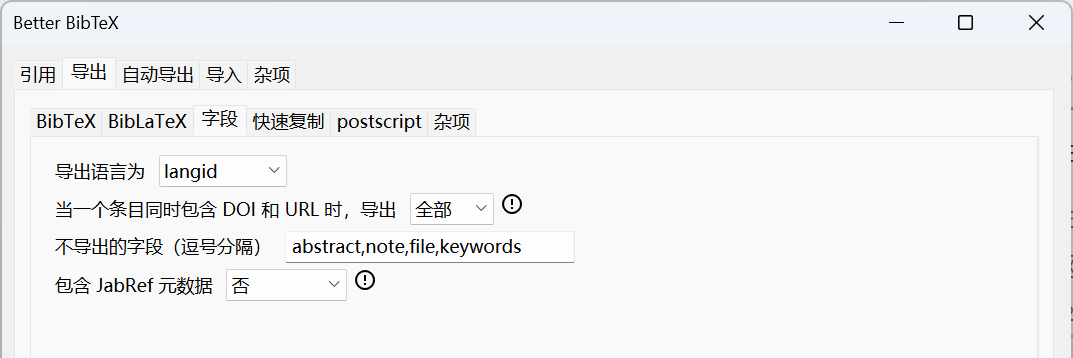 Better BibTeX
引用 导出 自动导出 导入 杂项
BibTeX BibLaTeX 字段 快速复制 postscript 杂项
导出语言为 langid
当一个条目同时包含 DOI 和 URL 时，导出 全部
不导出的字段（逗号分隔） abstract,note,file,keywords
包含 JabRef 元数据 否